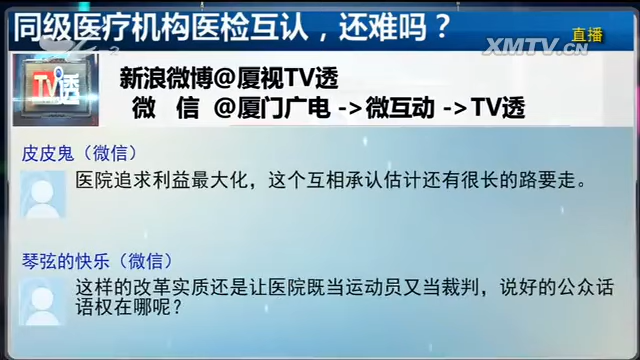 同级医疗机构医检互认，还难吗？
2
直播
XMTV.CN
TV透
新浪微博@厦视TV透
微 信 @厦门广电 ->微互动 ->TV透
皮皮鬼（微信）
医院追求利益最大化，这个互相承认估计还有很长的路要走。
琴弦的快乐（微信）
这样的改革实质还是让医院既当运动员又当裁判，说好的公众话
语权在哪呢？